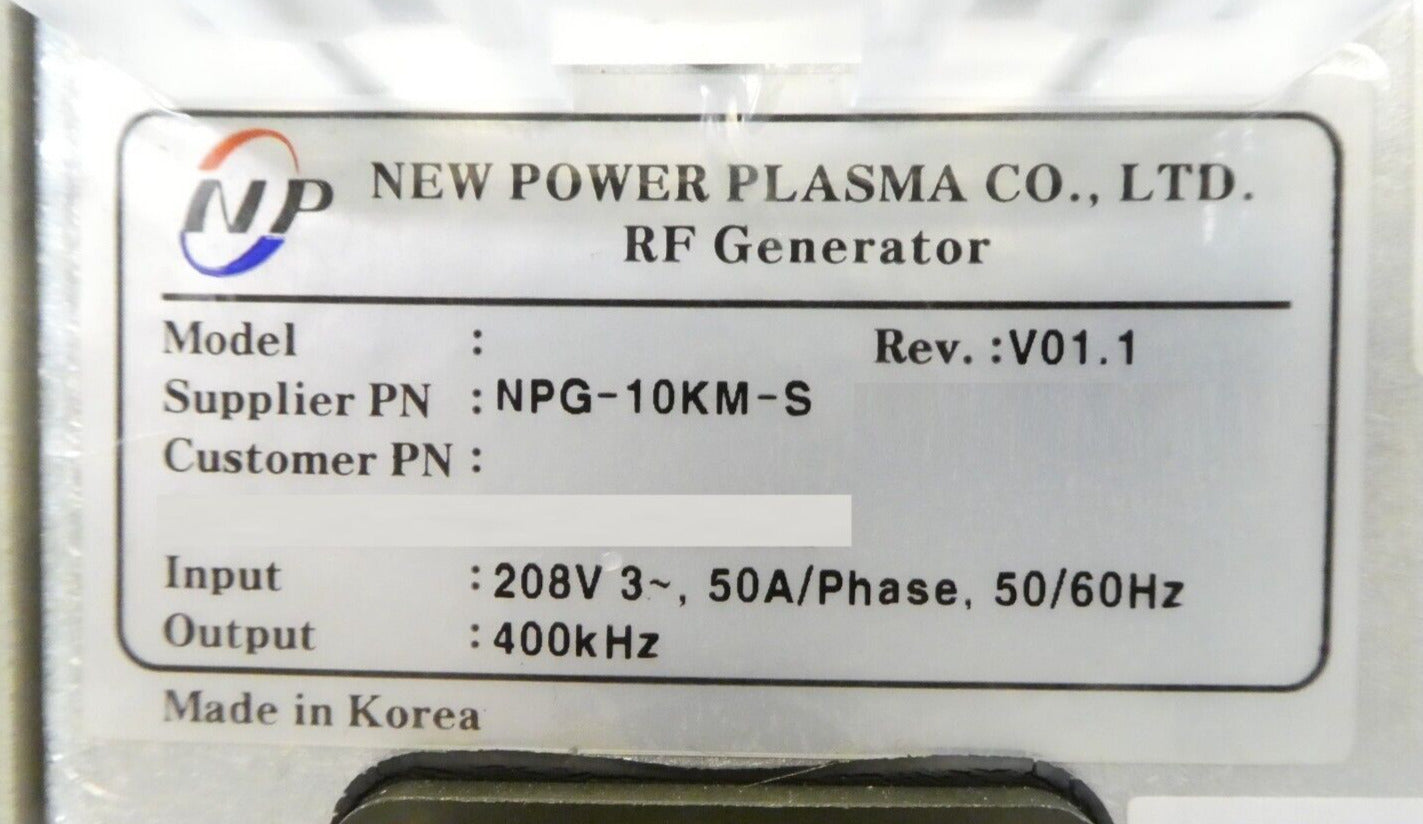 NP NEW POWER PLASMA CO., LTD.
RF Generator
Model : Rev. :V01.1
Supplier PN :NPG-10KM-S
Customer PN :
Input :208V 3~, 50A/Phase, 50/60Hz
Output :400kHz
Made in Korea